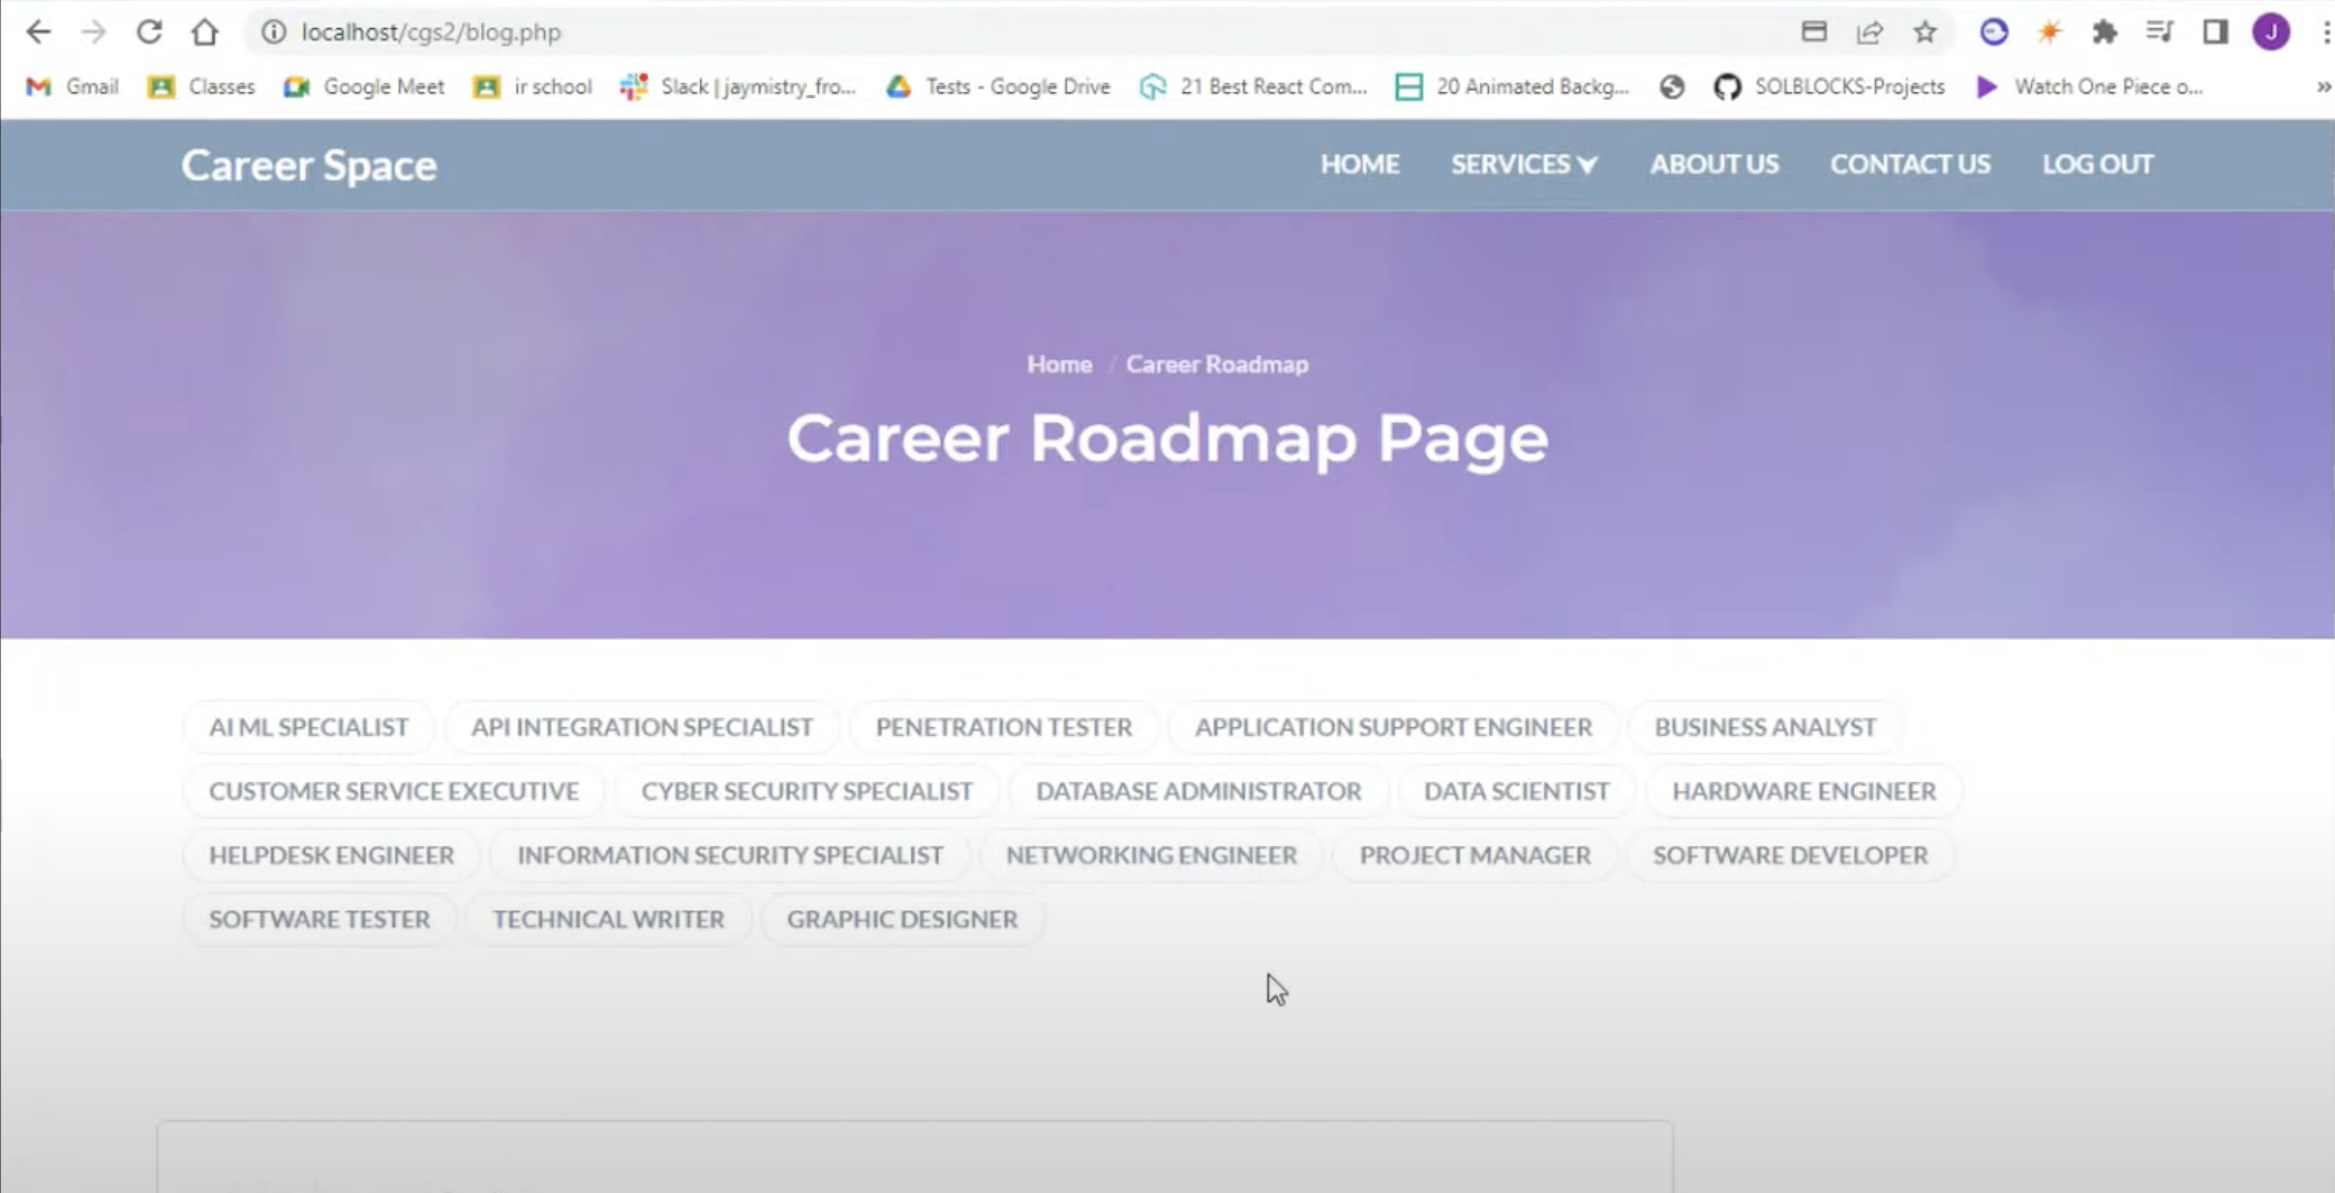 localhost/cgs2/blog.php
J
Gmail Classes Google Meet ir school Slack | jaymistry_fro... Tests - Google Drive 21 Best React Com... 20 Animated Backg... SOLBLOCKS-Projects Watch One Piece o... »
Career Space HOME SERVICES ABOUT US CONTACT US LOG OUT
Home / Career Roadmap
Career Roadmap Page
AI ML SPECIALIST API INTEGRATION SPECIALIST PENETRATION TESTER APPLICATION SUPPORT ENGINEER BUSINESS ANALYST
CUSTOMER SERVICE EXECUTIVE CYBER SECURITY SPECIALIST DATABASE ADMINISTRATOR DATA SCIENTIST HARDWARE ENGINEER
HELPDESK ENGINEER INFORMATION SECURITY SPECIALIST NETWORKING ENGINEER PROJECT MANAGER SOFTWARE DEVELOPER
SOFTWARE TESTER TECHNICAL WRITER GRAPHIC DESIGNER